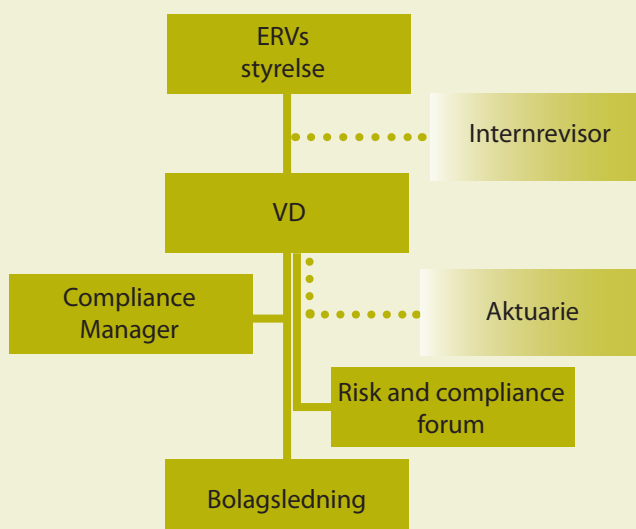 ERVs
styrelse
Internrevisor
VD
Compliance
Manager
Aktuarie
Risk and compliance
forum
Bolagsledning